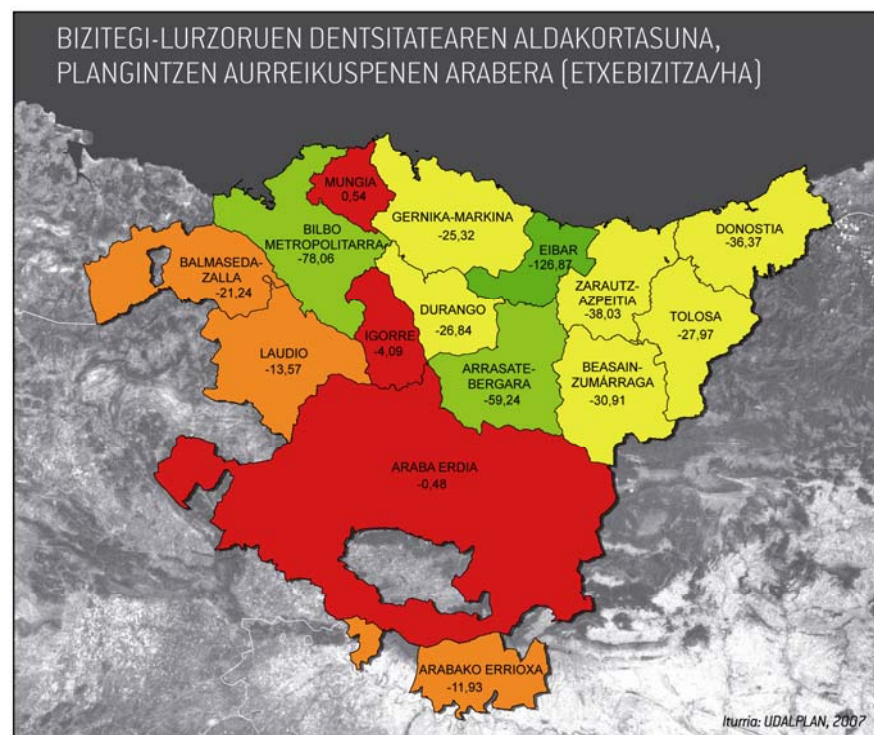 BIZITEGI-LURZORUEN DENTSITATEAREN ALDAKORTASUNA,
PLANGINTZEN AURREIKUSPENEN ARABERA (ETXEBIZITZA/HA)
MUNGIA
0,54
GERNIKA-MARKINA
-25,32
BILBO
METROPOLITARRA
-78,06
EIBAR
-126,87
DONOSTIA
-36,37
BALMASEDA-
ZALLA
-21,24
DURANGO
-26,84
ZARAUTZ-
AZPEITIA
-38,03
TOLOSA
-27,97
IGORRE
-4,09
LAUDIO
-13,57
ARRASATE-
BERGARA
-59,24
BEASAIN-
ZUMÁRRAGA
-30,91
ARABA ERDIA
-0,48
ARABAKO ERRIOXA
-11,93
Iturria: UDALPLAN, 2007